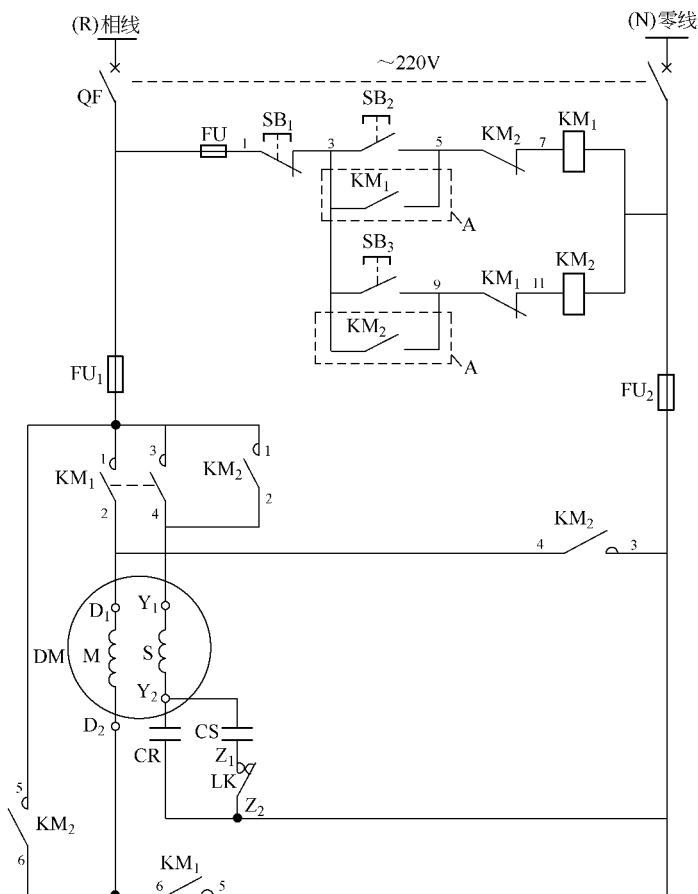 (R)相线
(N)零线
～220V
QF
FU
1
SB1
3
SB2
5
KM2
7
KM1
KM1
A
SB3
9
KM1
11
KM2
KM2
A
FU1
FU2
1
3
1
KM1
KM2
2
4
2
KM2
4
3
D1
Y1
DM
M
S
Y2
D2
CR
CS
Z1
LK
Z2
5
KM2
6
KM1
6
5